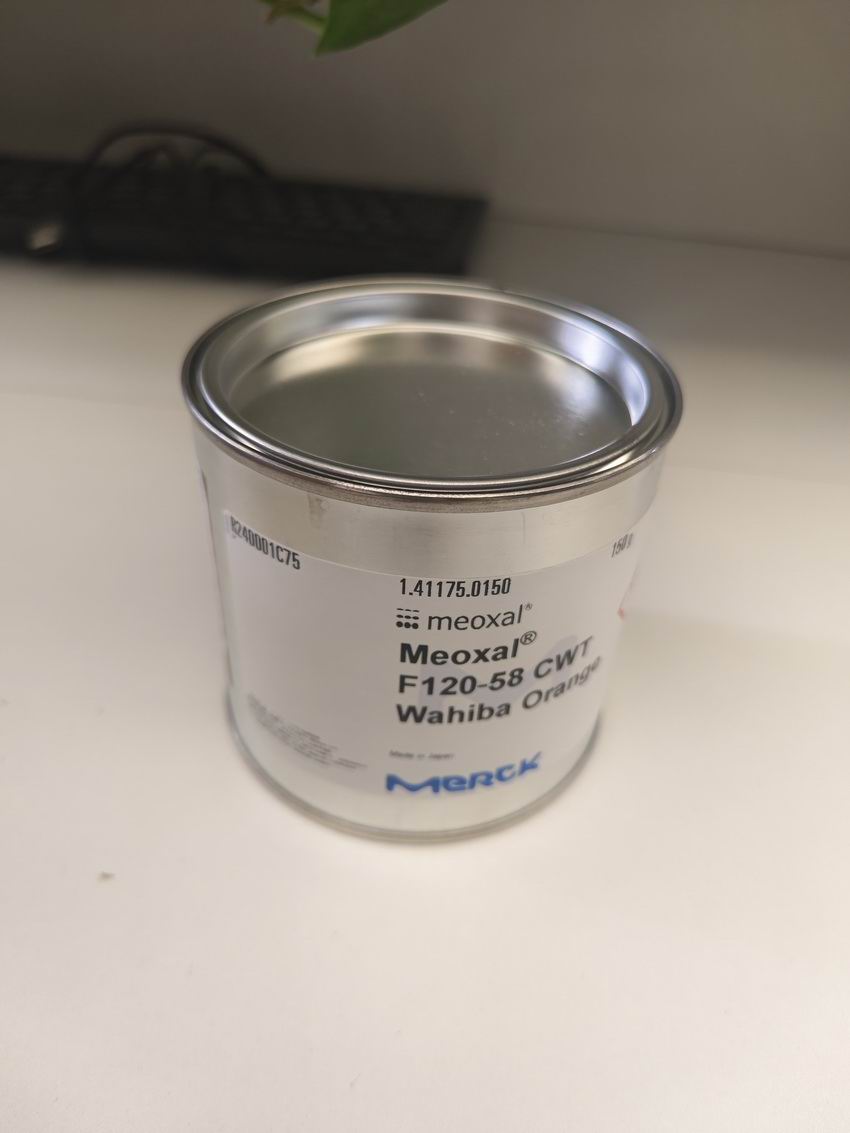 8240001C75
150 g
1.41175.0150
meoxal®
Meoxal®
F120-58 CWT
Wahiba Orange
Made in Japan
Merck